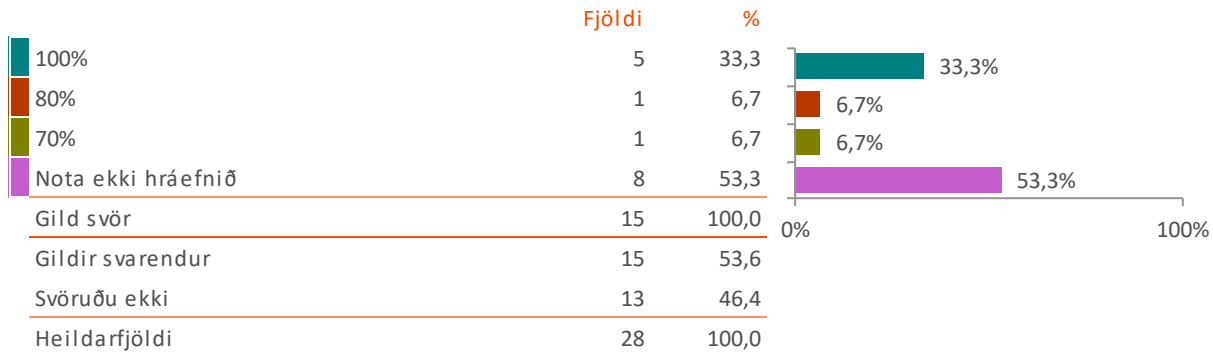 Fjöldi %
100% 5 33,3 33,3%
80% 1 6,7 6,7%
70% 1 6,7 6,7%
Nota ekki hráefnið 8 53,3 53,3%
Gild svör 15 100,0 0% 100%
Gildir svarendur 15 53,6
Svöruðu ekki 13 46,4
Heildarfjöldi 28 100,0